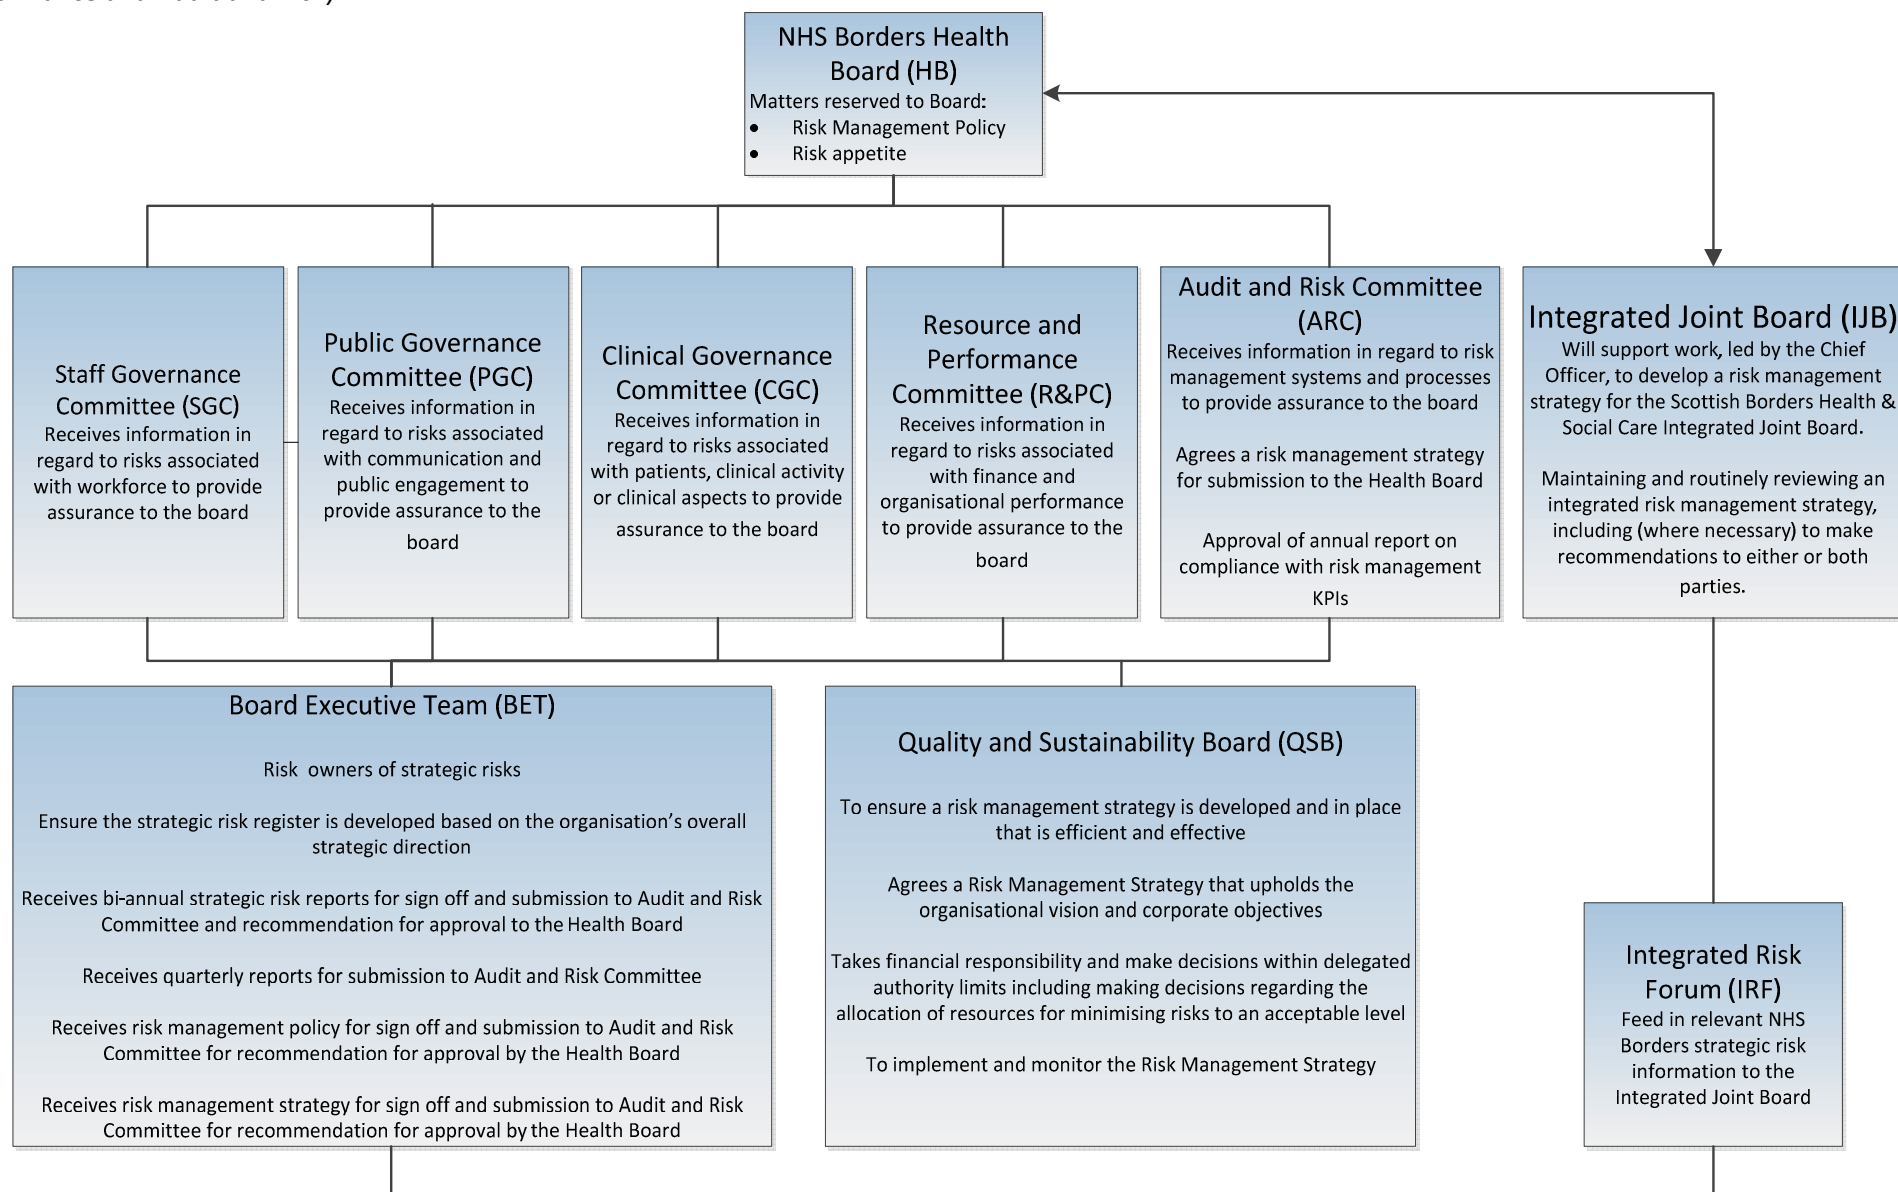 NHS Borders Health
Board (HB)
Matters reserved to Board:
• Risk Management Policy
• Risk appetite
Staff Governance
Committee (SGC)
Receives information in
regard to risks associated
with workforce to provide
assurance to the board
Public Governance
Committee (PGC)
Receives information in
regard to risks associated
with communication and
public engagement to
provide assurance to the
board
Clinical Governance
Committee (CGC)
Receives information in
regard to risks associated
with patients, clinical activity
or clinical aspects to provide
assurance to the board
Resource and
Performance
Committee (R&PC)
Receives information in
regard to risks associated
with finance and
organisational performance
to provide assurance to the
board
Audit and Risk Committee
(ARC)
Receives information in regard to risk
management systems and processes
to provide assurance to the board
Agrees a risk management strategy
for submission to the Health Board
Approval of annual report on
compliance with risk management
KPIs
Integrated Joint Board (IJB)
Will support work, led by the Chief
Officer, to develop a risk management
strategy for the Scottish Borders Health &
Social Care Integrated Joint Board.
Maintaining and routinely reviewing an
integrated risk management strategy,
including (where necessary) to make
recommendations to either or both
parties.
Board Executive Team (BET)
Risk owners of strategic risks
Ensure the strategic risk register is developed based on the organisation's overall
strategic direction
Receives bi-annual strategic risk reports for sign off and submission to Audit and Risk
Committee and recommendation for approval to the Health Board
Receives quarterly reports for submission to Audit and Risk Committee
Receives risk management policy for sign off and submission to Audit and Risk
Committee for recommendation for approval by the Health Board
Receives risk management strategy for sign off and submission to Audit and Risk
Committee for recommendation for approval by the Health Board
Quality and Sustainability Board (QSB)
To ensure a risk management strategy is developed and in place
that is efficient and effective
Agrees a Risk Management Strategy that upholds the
organisational vision and corporate objectives
Takes financial responsibility and make decisions within delegated
authority limits including making decisions regarding the
allocation of resources for minimising risks to an acceptable level
To implement and monitor the Risk Management Strategy
Integrated Risk
Forum (IRF)
Feed in relevant NHS
Borders strategic risk
information to the
Integrated Joint Board